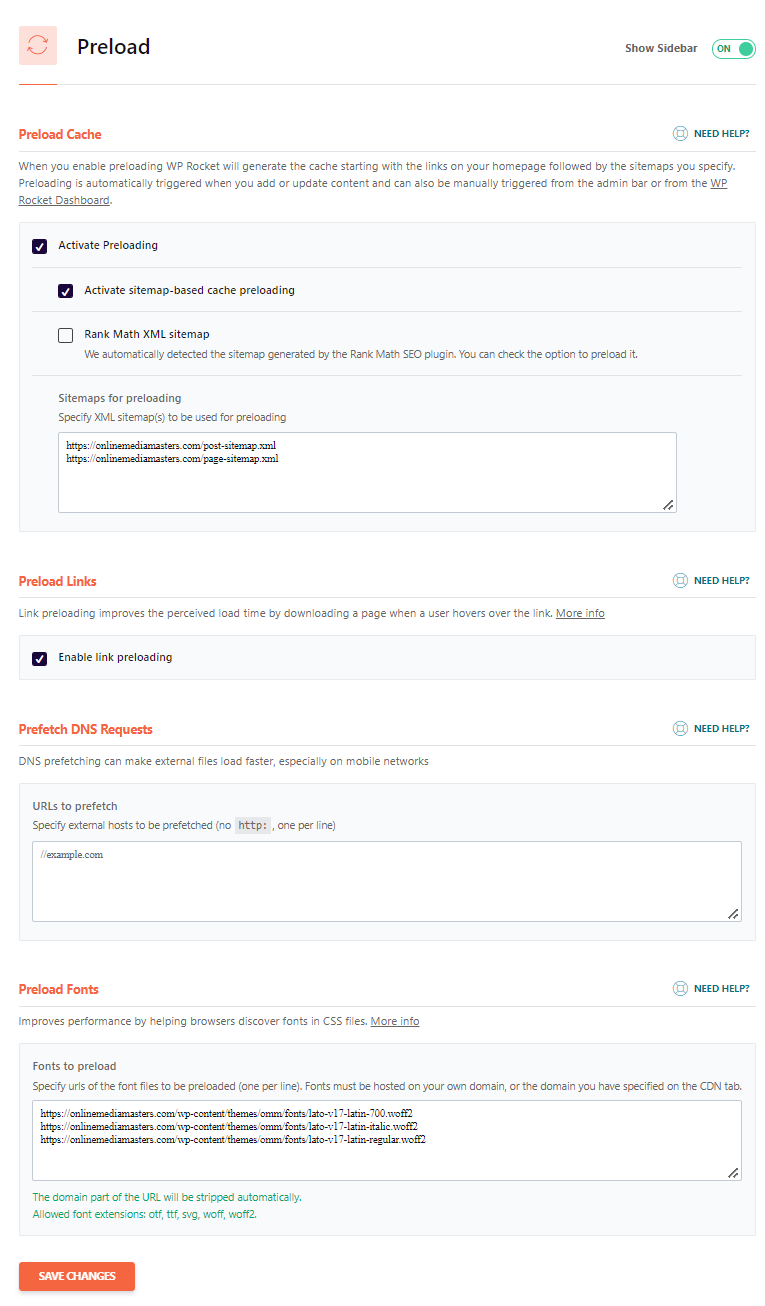 Preload
Show Sidebar
ON
Preload Cache
NEED HELP?
When you enable preloading WP Rocket will generate the cache starting with the links on your homepage followed by the sitemaps you specify.
Preloading is automatically triggered when you add or update content and can also be manually triggered from the admin bar or from the WP
Rocket Dashboard.
Activate Preloading
Activate sitemap-based cache preloading
Rank Math XML sitemap
We automatically detected the sitemap generated by the Rank Math SEO plugin. You can check the option to preload it.
Sitemaps for preloading
Specify XML sitemap(s) to be used for preloading
https://onlinemediamasters.com/post-sitemap.xml
https://onlinemediamasters.com/page-sitemap.xml
Preload Links
NEED HELP?
Link preloading improves the perceived load time by downloading a page when a user hovers over the link. More info
Enable link preloading
Prefetch DNS Requests
NEED HELP?
DNS prefetching can make external files load faster, especially on mobile networks
URLs to prefetch
Specify external hosts to be prefetched (no http:, one per line)
//example.com
Preload Fonts
NEED HELP?
Improves performance by helping browsers discover fonts in CSS files. More info
Fonts to preload
Specify urls of the font files to be preloaded (one per line). Fonts must be hosted on your own domain, or the domain you have specified on the CDN tab.
https://onlinemediamasters.com/wp-content/themes/omm/fonts/lato-v17-latin-700.woff2
https://onlinemediamasters.com/wp-content/themes/omm/fonts/lato-v17-latin-italic.woff2
https://onlinemediamasters.com/wp-content/themes/omm/fonts/lato-v17-latin-regular.woff2
The domain part of the URL will be stripped automatically.
Allowed font extensions: otf, ttf, svg, woff, woff2.
SAVE CHANGES